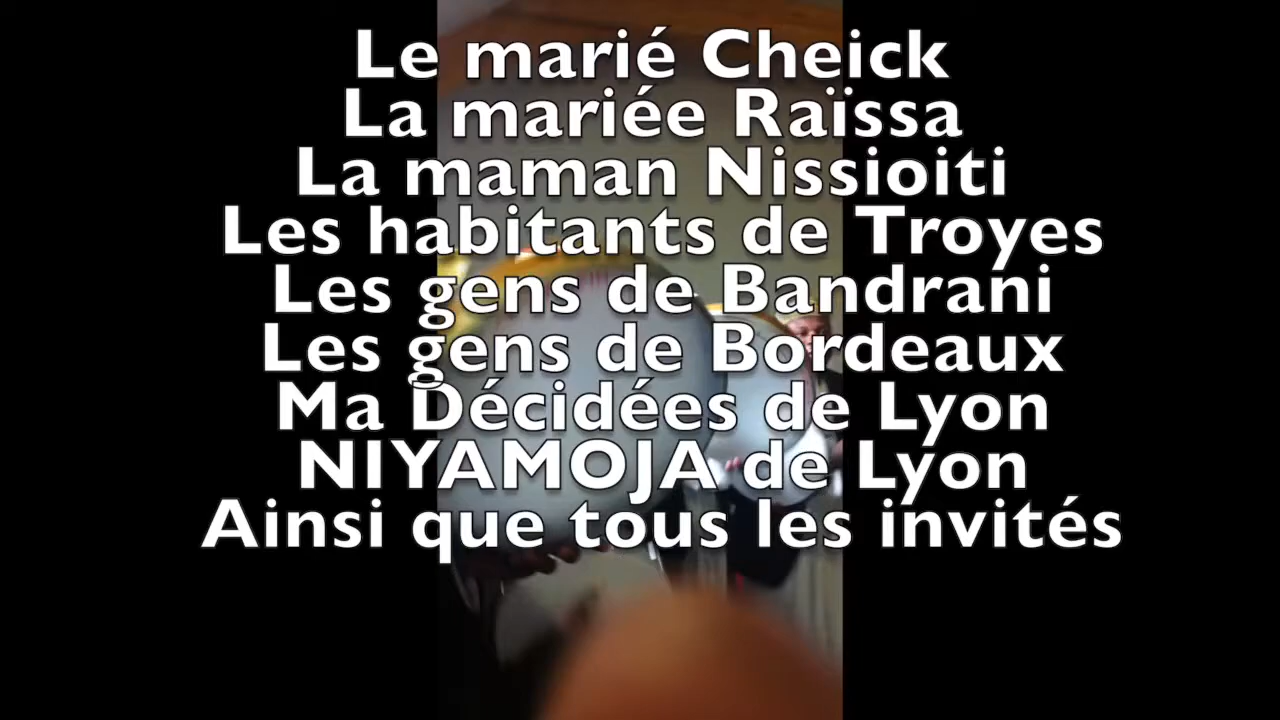 Le marié Cheick
La mariée Raïssa
La maman Nissioiti
Les habitants de Troyes
Les gens de Bandrani
Les gens de Bordeaux
Ma Décidées de Lyon
NIYAMOJA de Lyon
Ainsi que tous les invités